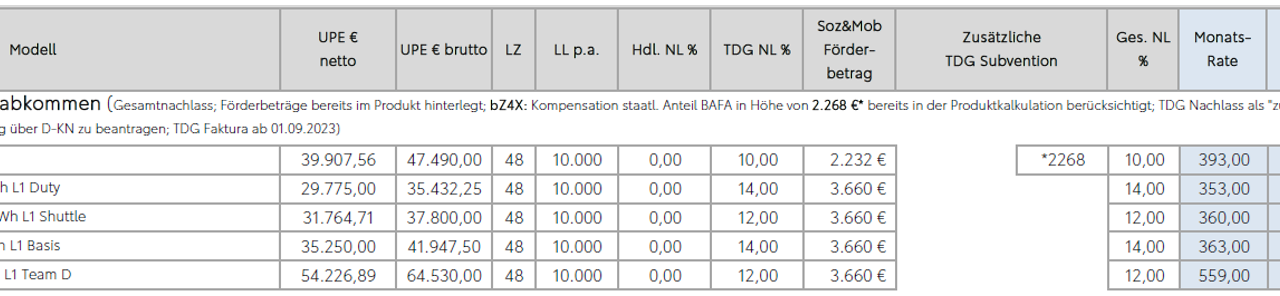 Modell UPE € netto UPE € brutto LZ LL p.a. Hdl. NL % TDG NL % Soz&Mob Förder-betrag Zusätzliche TDG Subvention Ges. NL % Monats-Rate
abkommen (Gesamtnachlass; Förderbeträge bereits im Produkt hinterlegt; bZ4X: Kompensation staatl. Anteil BAFA in Höhe von 2.268 €* bereits in der Produktkalkulation berücksichtigt; TDG Nachlass als "zu
g über D-KN zu beantragen; TDG Faktura ab 01.09.2023)
39.907,56 47.490,00 48 10.000 0,00 10,00 2.232 € *2268 10,00 393,00
h L1 Duty 29.775,00 35.432,25 48 10.000 0,00 14,00 3.660 € 14,00 353,00
Wh L1 Shuttle 31.764,71 37.800,00 48 10.000 0,00 12,00 3.660 € 12,00 360,00
h L1 Basis 35.250,00 41.947,50 48 10.000 0,00 14,00 3.660 € 14,00 363,00
L1 Team D 54.226,89 64.530,00 48 10.000 0,00 12,00 3.660 € 12,00 559,00